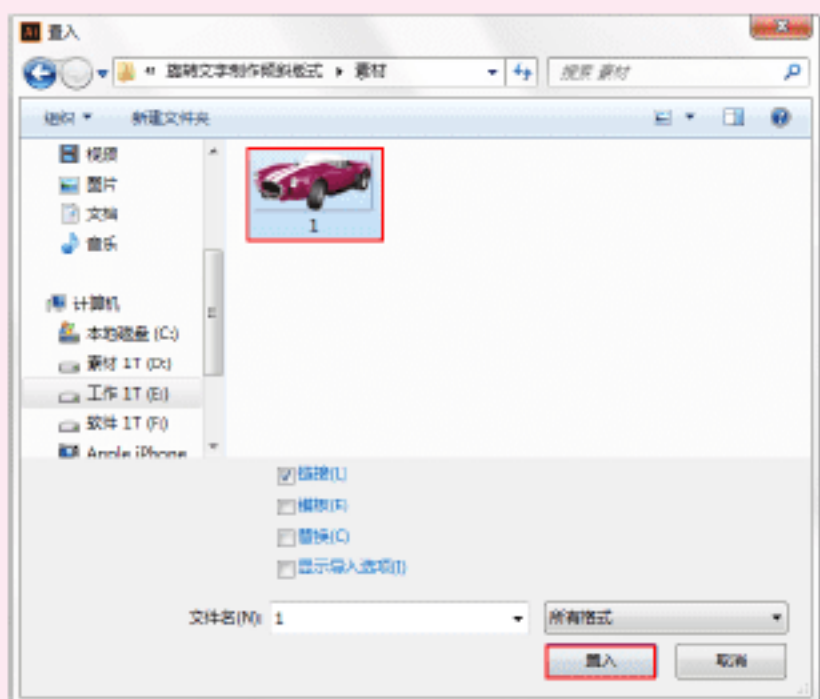 Ai 置入
« 旋转文字制作倾斜版式 ▸ 素材
搜索 素材
组织 新建文件夹
视频
图片
文档
音乐
1
计算机
本地磁盘 (C:)
素材 1T (D:)
工作 1T (E:)
软件 1T (F:)
Apple iPhone
链接(L)
模板(T)
替换(C)
显示导入选项(I)
文件名(N): 1
所有格式
置入
取消